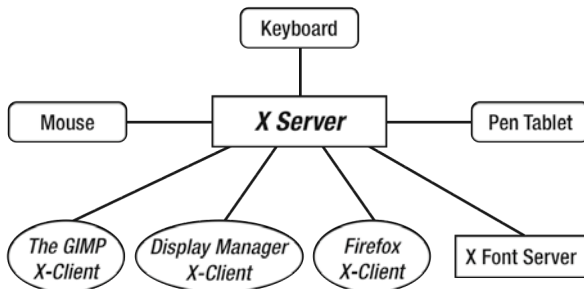 Keyboard
Mouse
X Server
Pen Tablet
The GIMP
X-Client
Display Manager
X-Client
Firefox
X-Client
X Font Server